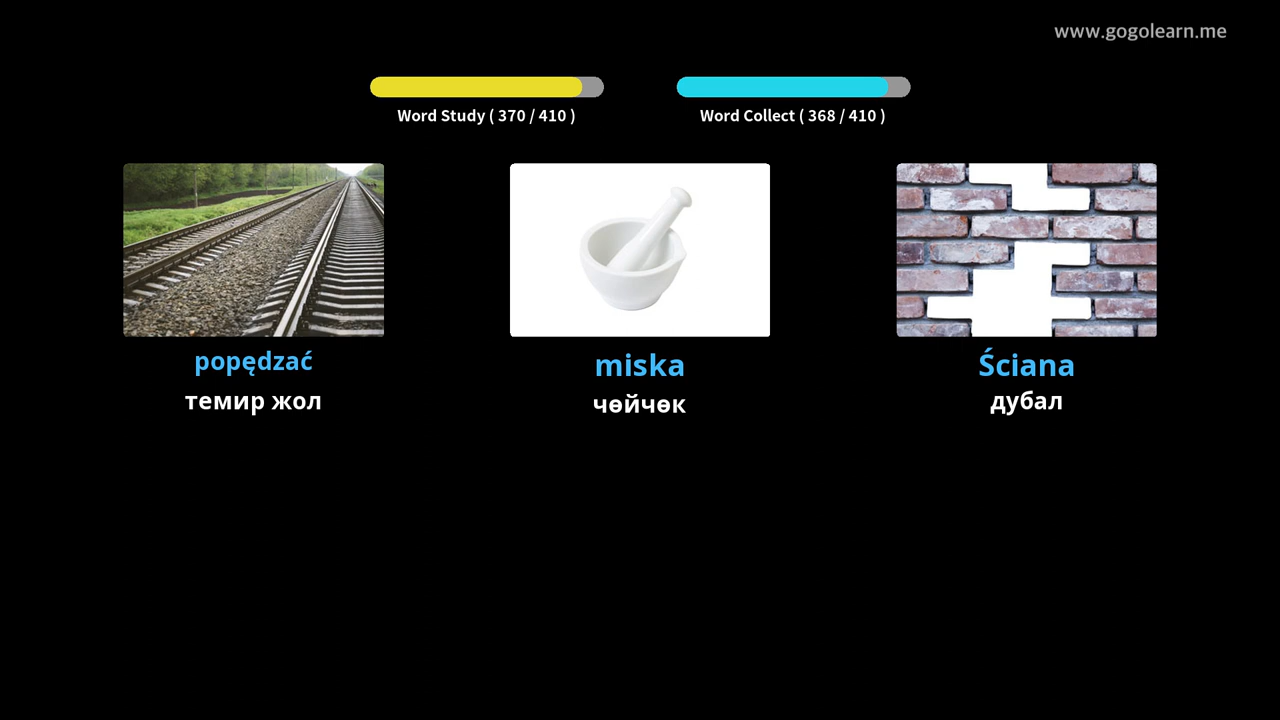 www.gogolearn.me
Word Study ( 370 / 410 )
Word Collect ( 368 / 410 )
popędzać
темир жол
miska
чөйчөк
Ściana
дубал